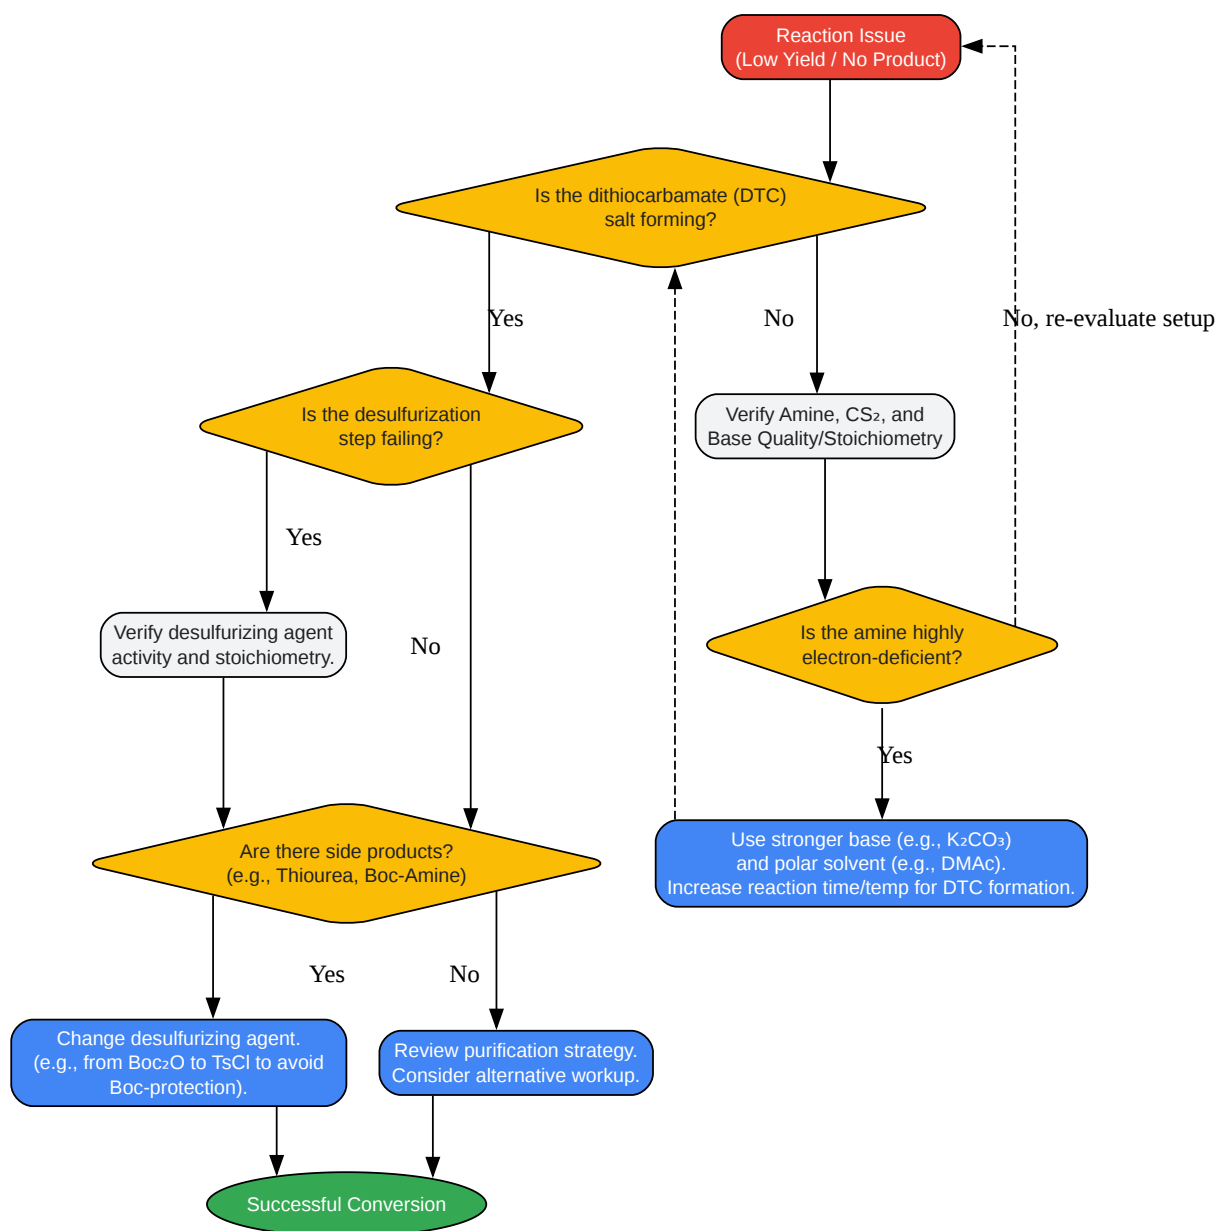 Reaction Issue
(Low Yield / No Product)
Is the dithiocarbamate (DTC)
salt forming?
Yes
No
No, re-evaluate setup
Is the desulfurization
step failing?
Verify Amine, CS₂, and
Base Quality/Stoichiometry
Yes
Verify desulfurizing agent
activity and stoichiometry.
No
Is the amine highly
electron-deficient?
Yes
Are there side products?
(e.g., Thiourea, Boc-Amine)
Use stronger base (e.g., K₂CO₃)
and polar solvent (e.g., DMAc).
Increase reaction time/temp for DTC formation.
Yes
No
Change desulfurizing agent.
(e.g., from Boc₂O to TsCl to avoid
Boc-protection).
Review purification strategy.
Consider alternative workup.
Successful Conversion